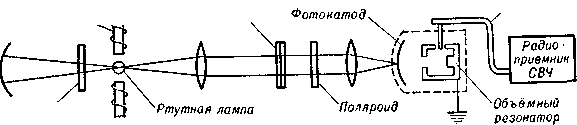 Фотокатод
Радио-
приемник
СВЧ
Ртутная лампа
Поляроид
Объёмный
резонатор